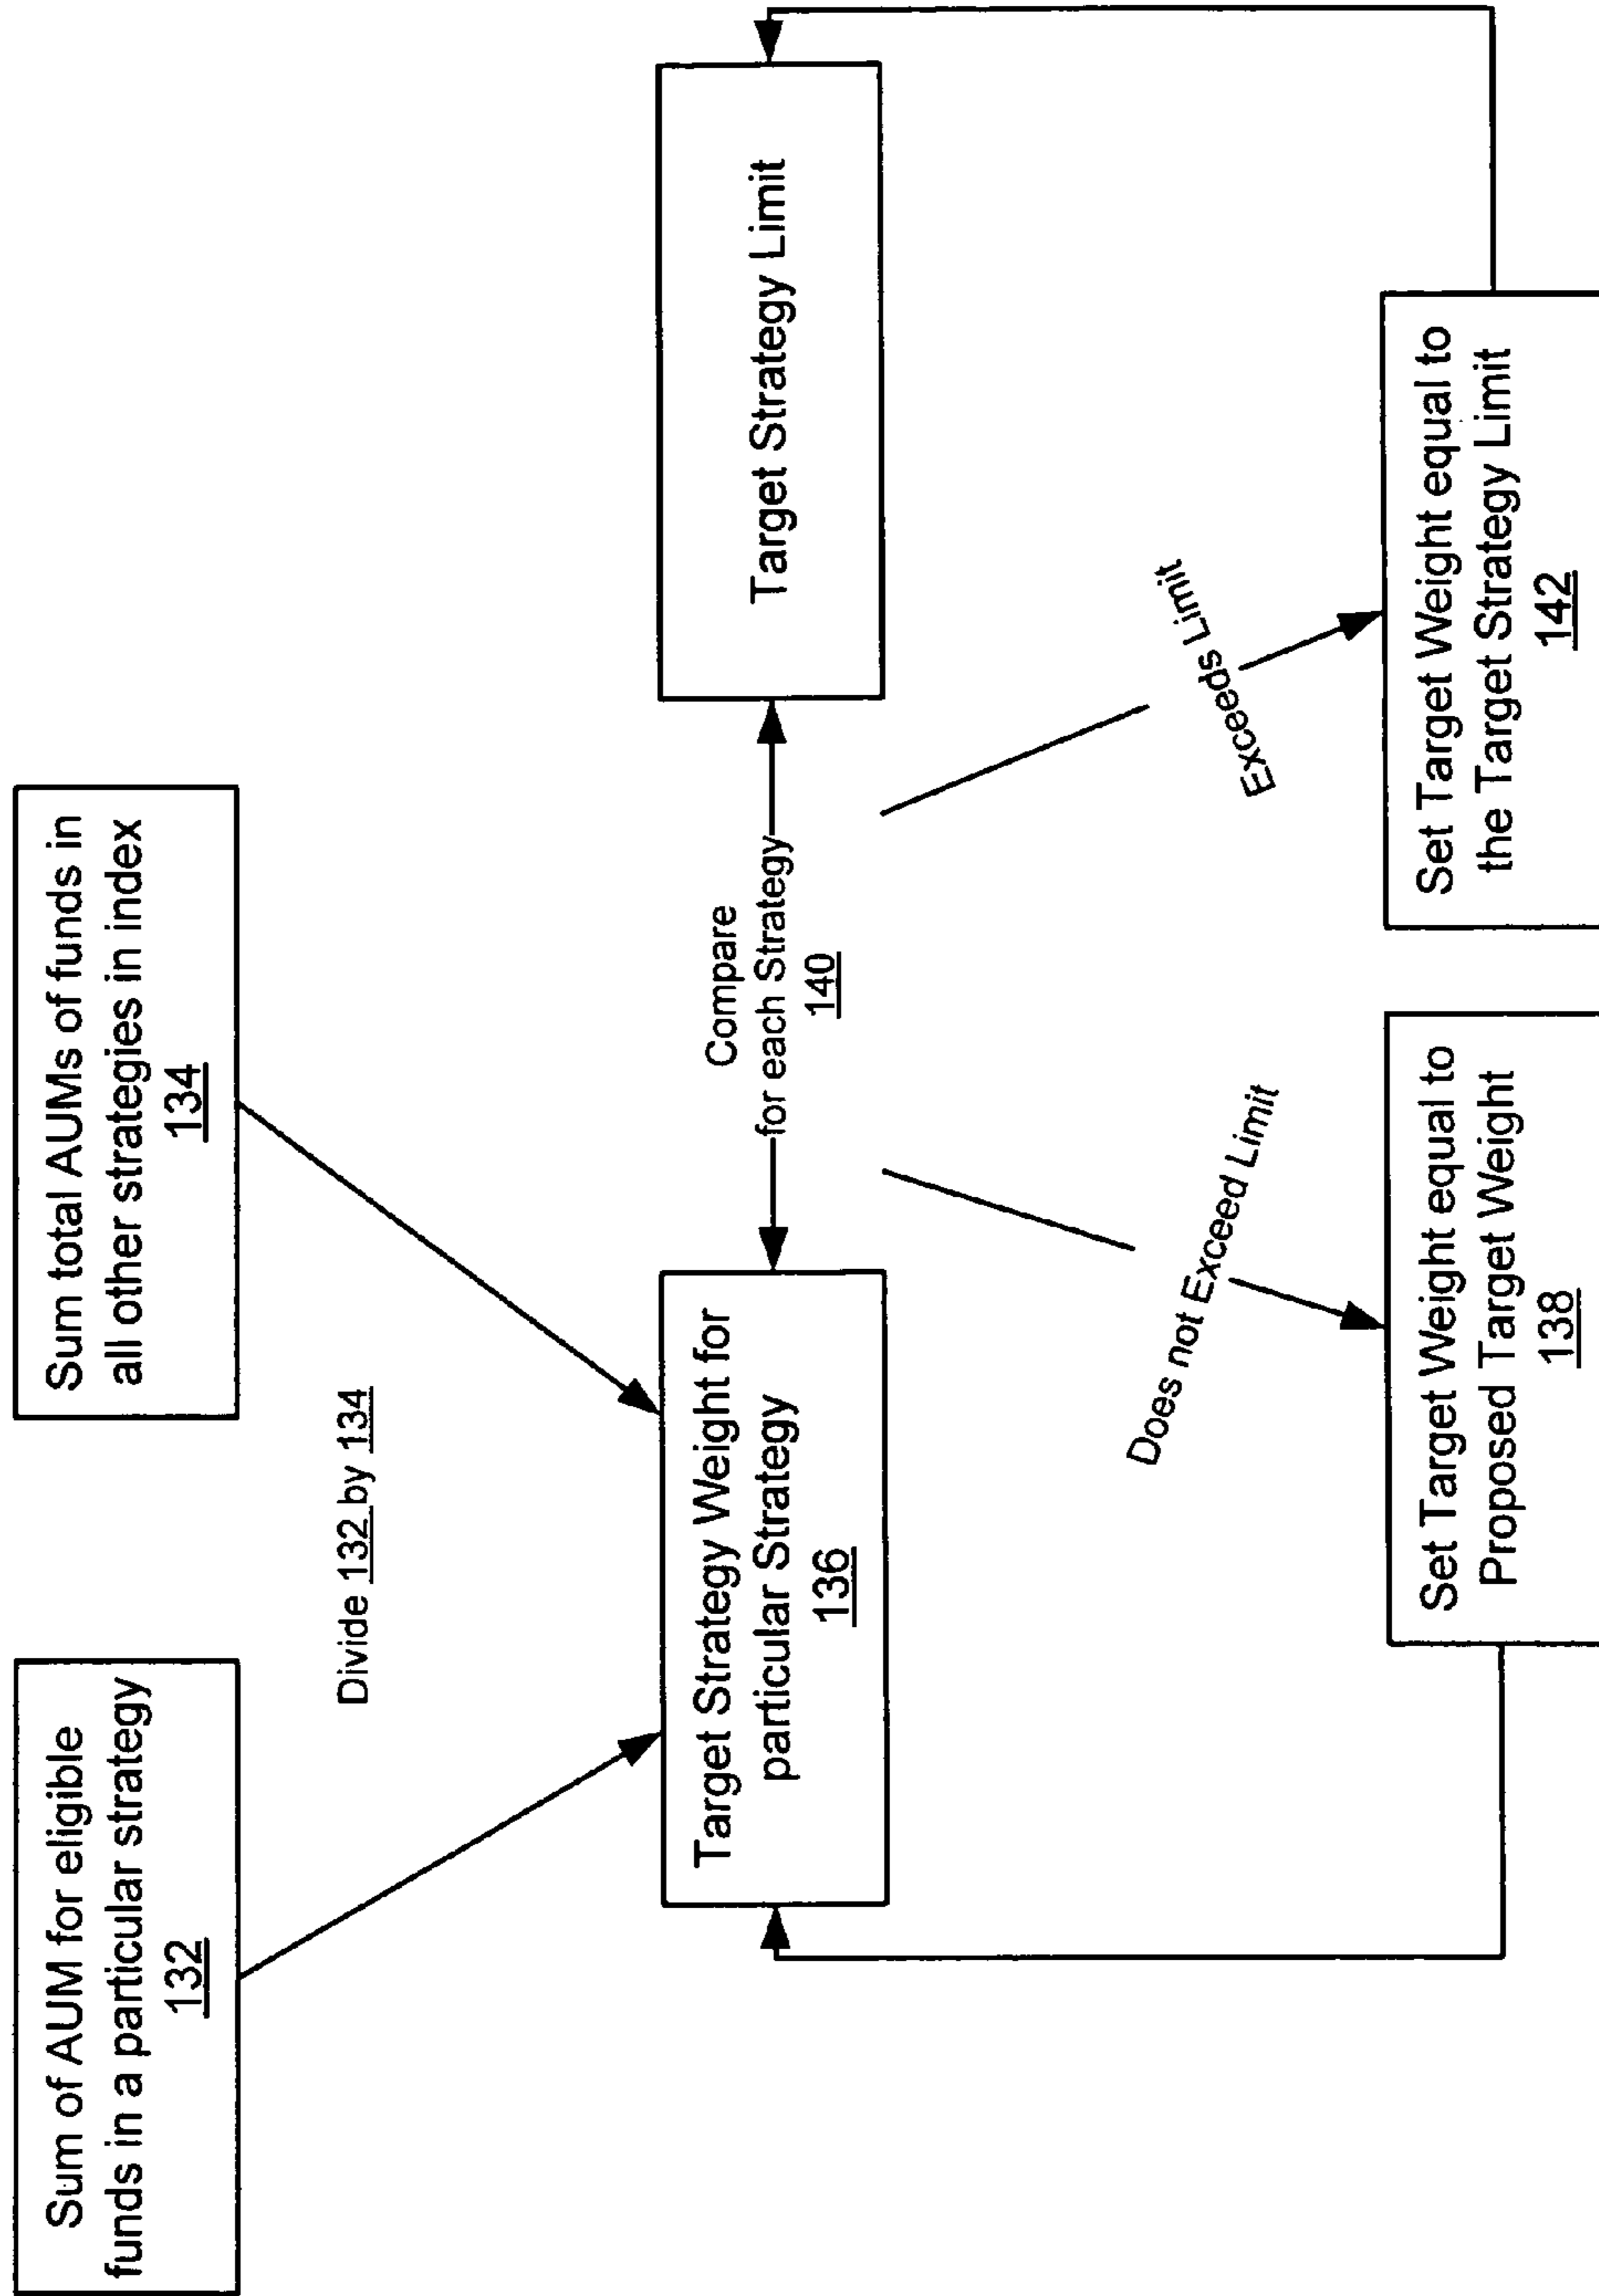 Sum of AUM for eligible
funds in a particular strategy
132
Sum total AUMs of funds in
all other strategies in index
134
Divide 132 by 134
Target Strategy Weight for
particular Strategy
136
Compare
for each Strategy
140
Target Strategy Limit
Does not Exceed Limit
Exceeds Limit
Set Target Weight equal to
Proposed Target Weight
138
Set Target Weight equal to
the Target Strategy Limit
142